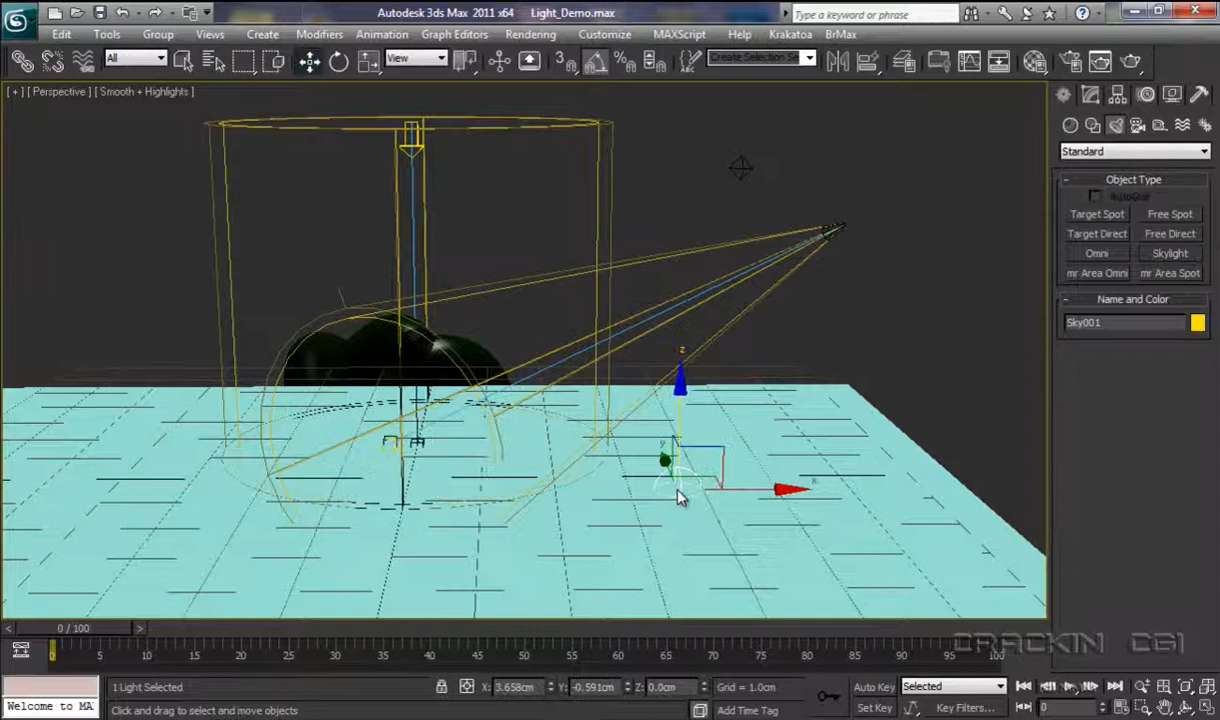 Autodesk 3ds Max 2011 x64 Light_Demo.max
Type a keyword or phrase
Edit Tools Group Views Create Modifiers Animation Graph Editors Rendering Customize MAXScript Help Krakatoa BrMax
All View 3 Create Selection Se
[ + ] [ Perspective ] [ Smooth + Highlights ]
Standard
- Object Type
AutoGrid
Target Spot Free Spot
Target Direct Free Direct
Omni Skylight
mr Area Omni mr Area Spot
- Name and Color
Sky001
z
y
x
CRACKIN CGI
< 0 / 100 >
0 5 10 15 20 25 30 35 40 45 50 55 60 65 70 75 80 85 90 95 100
1 Light Selected X: 3.658cm Y: -0.591cm Z: 0.0cm Grid = 1.0cm Auto Key Selected
Welcome to MA Click and drag to select and move objects Add Time Tag Set Key Key Filters... 0